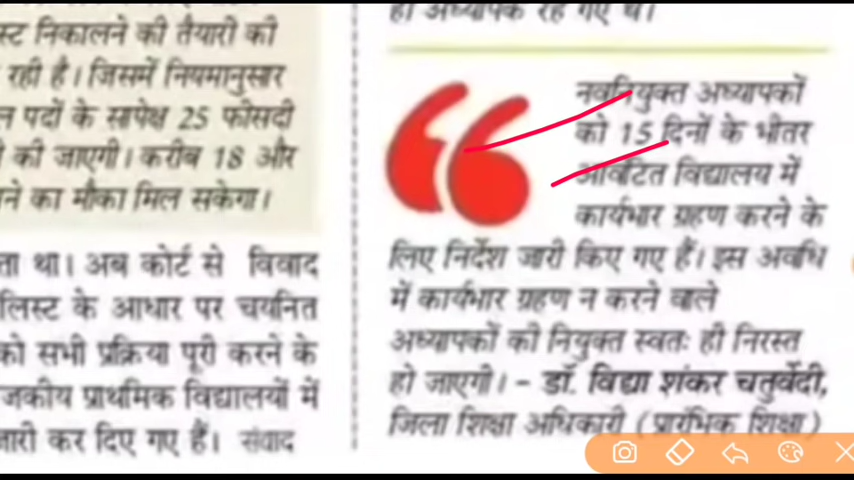 स्ट निकालने की तैयारी की
रही है। जिसमें नियमानुसार
पदों के सापेक्ष 25 फीसदी
की जाएगी। करीब 18 और
ने का मौका मिल सकेगा।
ता था। अब कोर्ट से विवाद
लिस्ट के आधार पर चयनित
को सभी प्रक्रिया पूरी करने के
जकीय प्राथमिक विद्यालयों में
जारी कर दिए गए हैं। संवाद
ही अध्यापक रह गए थे।
नवनियुक्त अध्यापकों
को 15 दिनों के भीतर
आवंटित विद्यालय में
कार्यभार ग्रहण करने के
लिए निर्देश जारी किए गए हैं। इस अवधि
में कार्यभार ग्रहण न करने वाले
अध्यापकों की नियुक्त स्वतः ही निरस्त
हो जाएगी। - डॉ. विद्या शंकर चतुर्वेदी,
जिला शिक्षा अधिकारी (प्रारंभिक शिक्षा)